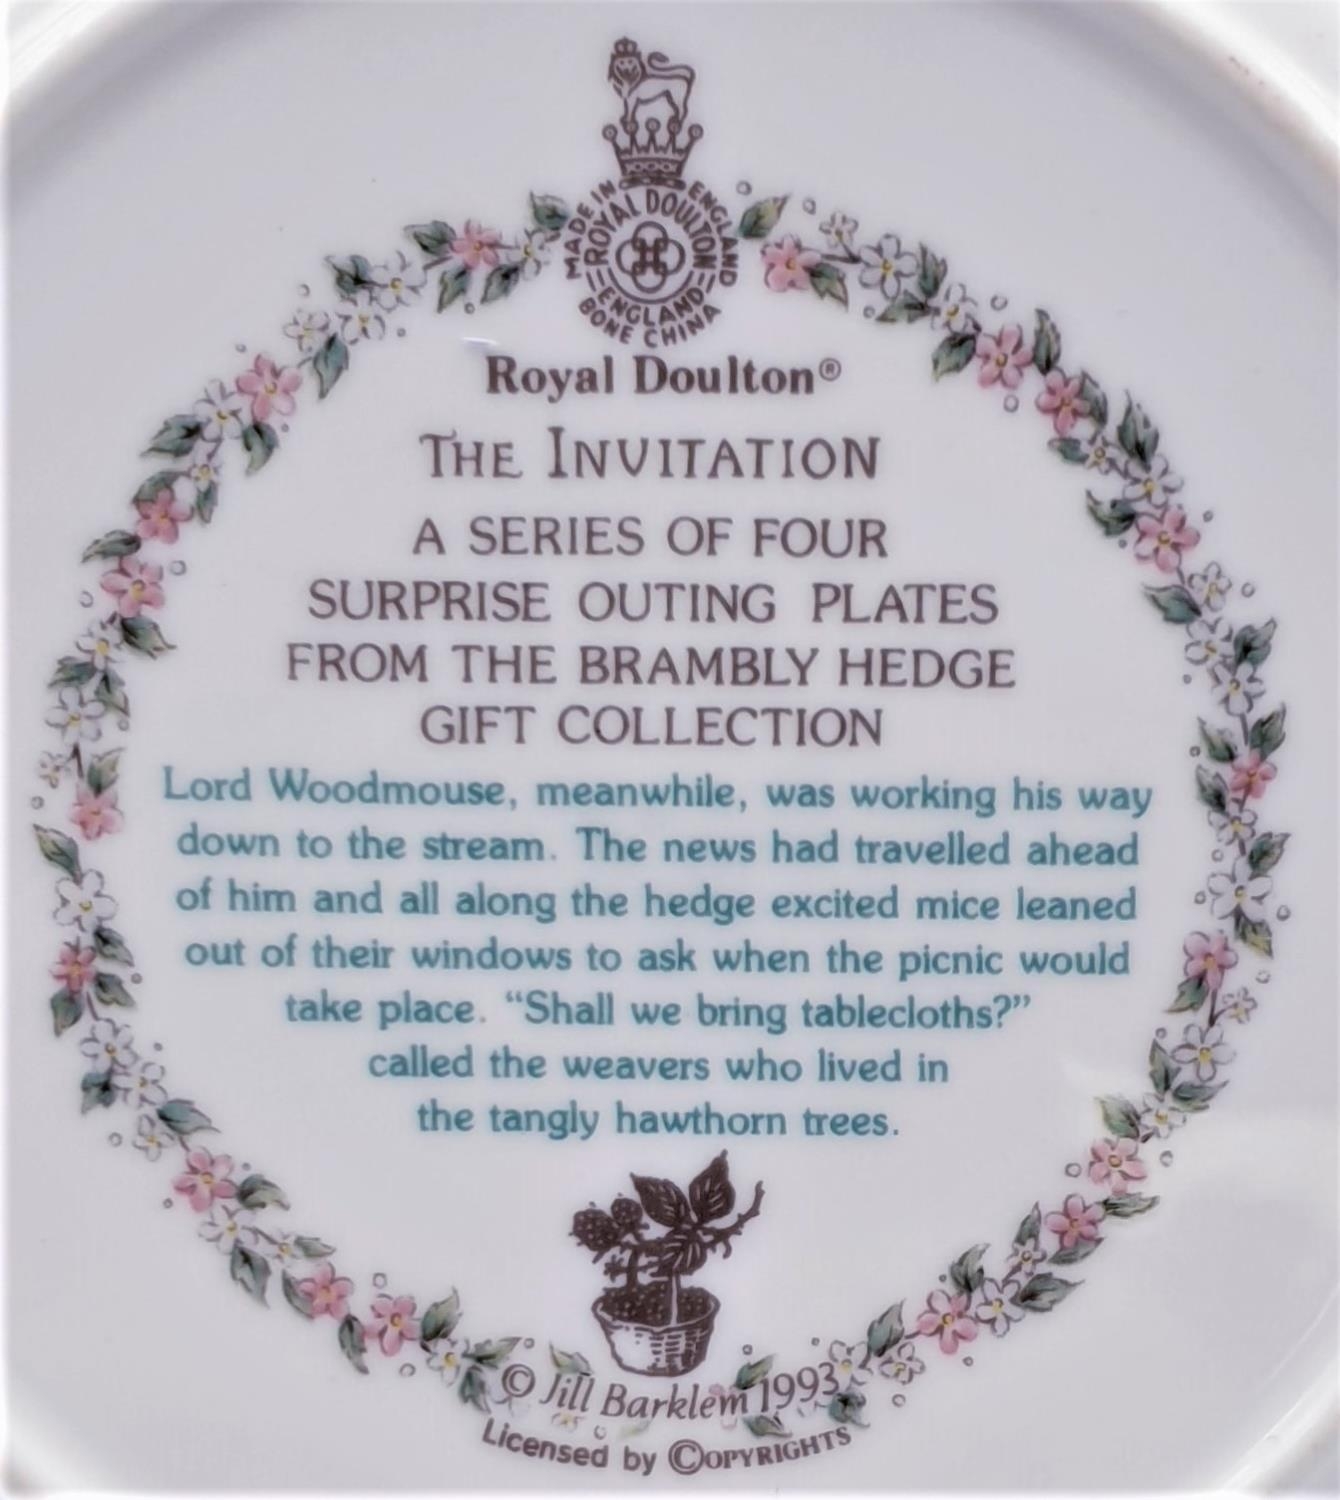 MADE IN ENGLAND
ROYAL DOULTON
ENGLAND
BONE CHINA
Royal Doulton®
THE INVITATION
A SERIES OF FOUR
SURPRISE OUTING PLATES
FROM THE BRAMBLY HEDGE
GIFT COLLECTION
Lord Woodmouse, meanwhile, was working his way
down to the stream. The news had travelled ahead
of him and all along the hedge excited mice leaned
out of their windows to ask when the picnic would
take place. “Shall we bring tablecloths?”
called the weavers who lived in
the tangly hawthorn trees.
© Jill Barklem 1993
Licensed by ©OPYRIGHTS